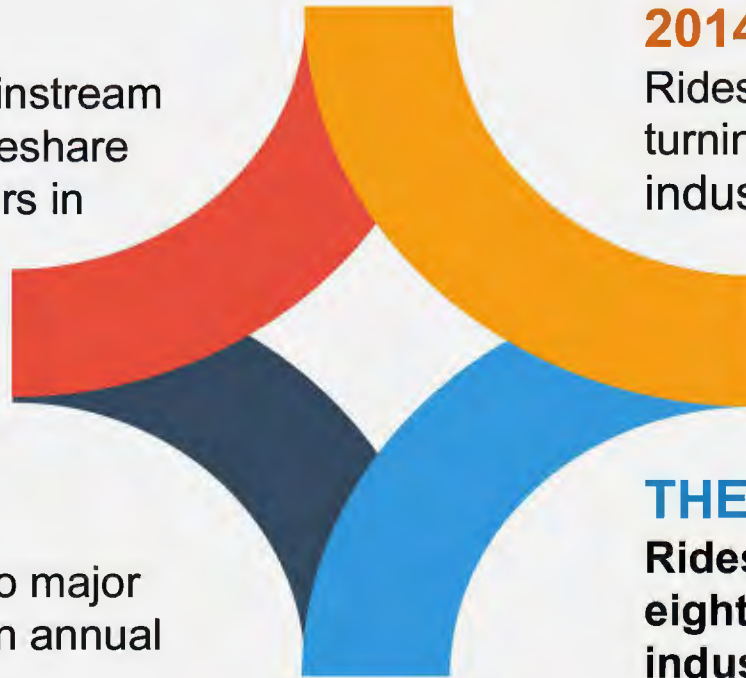 instream
eshare
rs in
2014
Rides
turnin
indus
o major
n annual
THE
Rides
eight
indus